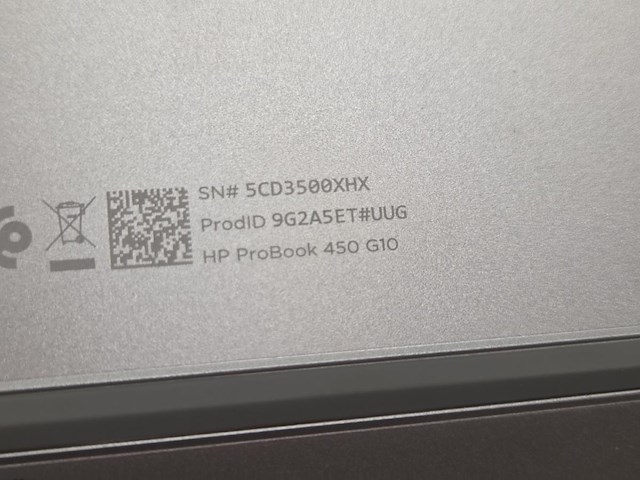 SN# 5CD3500XHX
ProdID 9G2A5ET#UUG
HP ProBook 450 G10